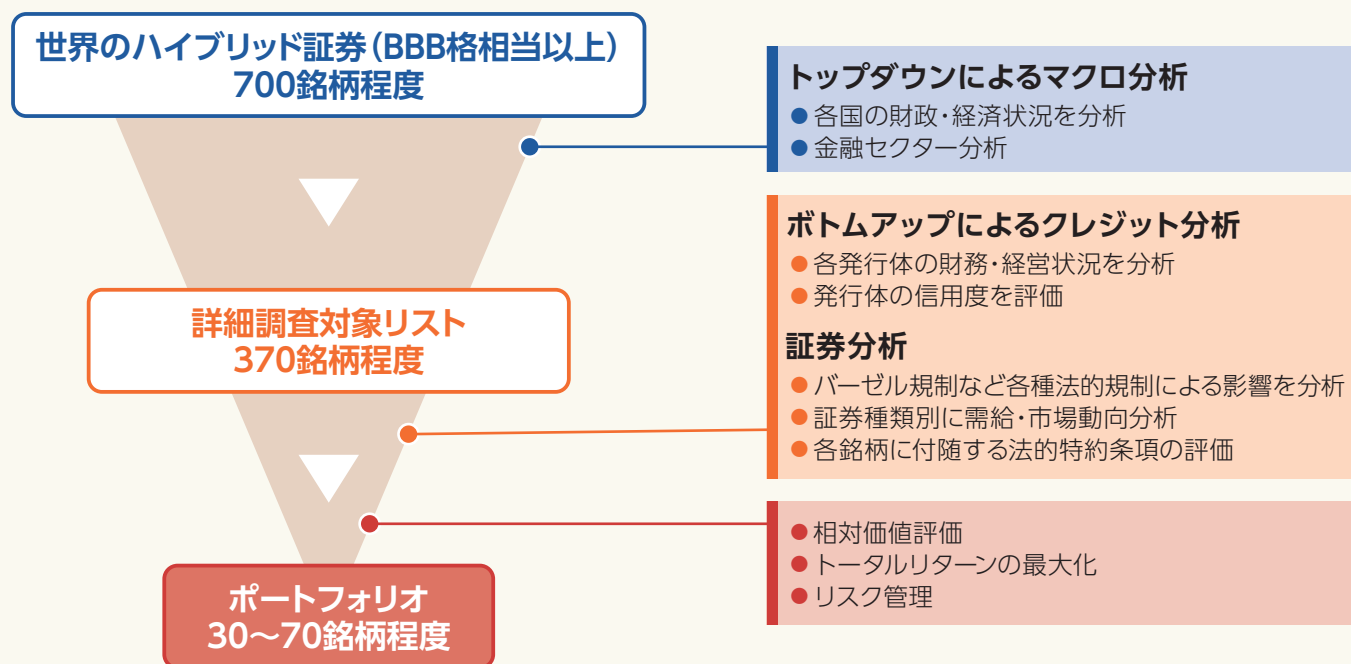 世界のハイブリッド証券(BBB格相当以上)
700銘柄程度
トップダウンによるマクロ分析
●各国の財政・経済状況を分析
●金融セクター分析
詳細調査対象リスト
370銘柄程度
ボトムアップによるクレジット分析
●各発行体の財務・経営状況を分析
●発行体の信用度を評価
証券分析
●バーゼル規制など各種法的規制による影響を分析
●証券種類別に需給・市場動向分析
●各銘柄に付随する法的特約条項の評価
ポートフォリオ
30〜70銘柄程度
●相対価値評価
●トータルリターンの最大化
●リスク管理